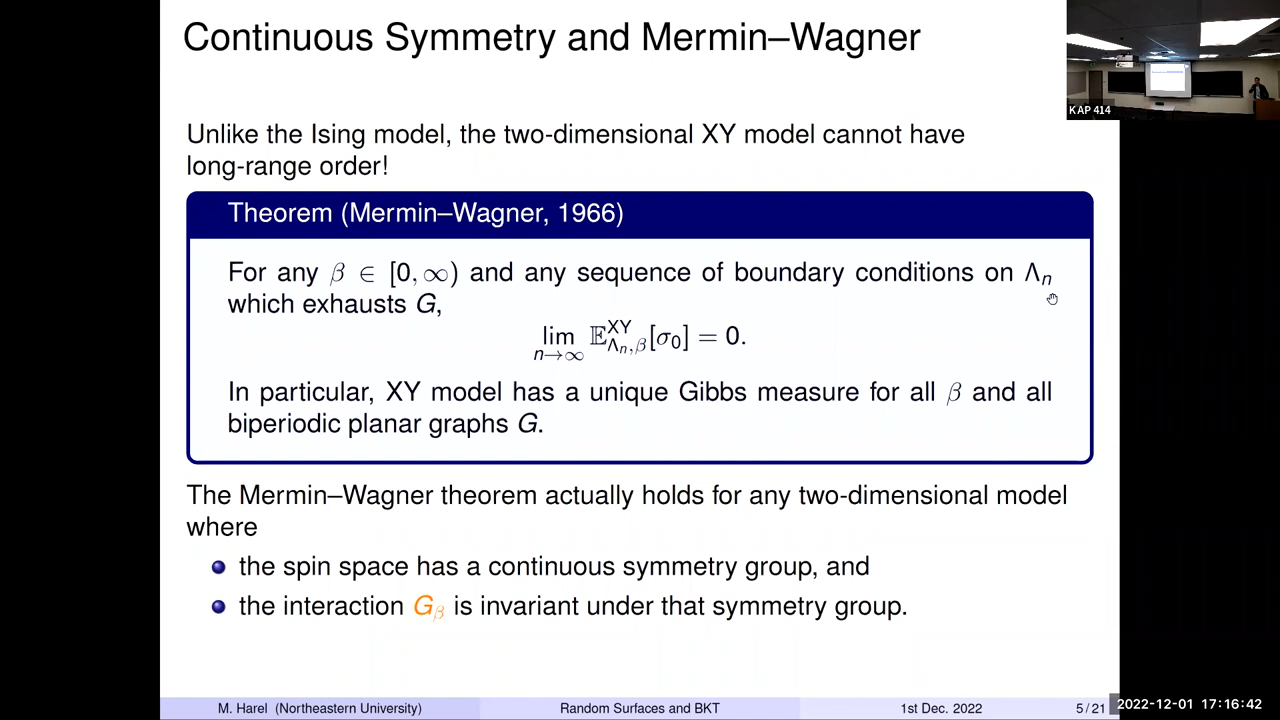 Continuous Symmetry and Mermin–Wagner
KAP 414
Unlike the Ising model, the two-dimensional XY model cannot have
long-range order!
Theorem (Mermin–Wagner, 1966)
For any β ∈ [0, ∞) and any sequence of boundary conditions on Λₙ
which exhausts G,
lim_{n→∞} 𝔼^{XY}_{Λₙ,β}[σ₀] = 0.
In particular, XY model has a unique Gibbs measure for all β and all
biperiodic planar graphs G.
The Mermin–Wagner theorem actually holds for any two-dimensional model
where
the spin space has a continuous symmetry group, and
the interaction G_β is invariant under that symmetry group.
M. Harel (Northeastern University) Random Surfaces and BKT 1st Dec. 2022 5 / 21
2022-12-01 17:16:42